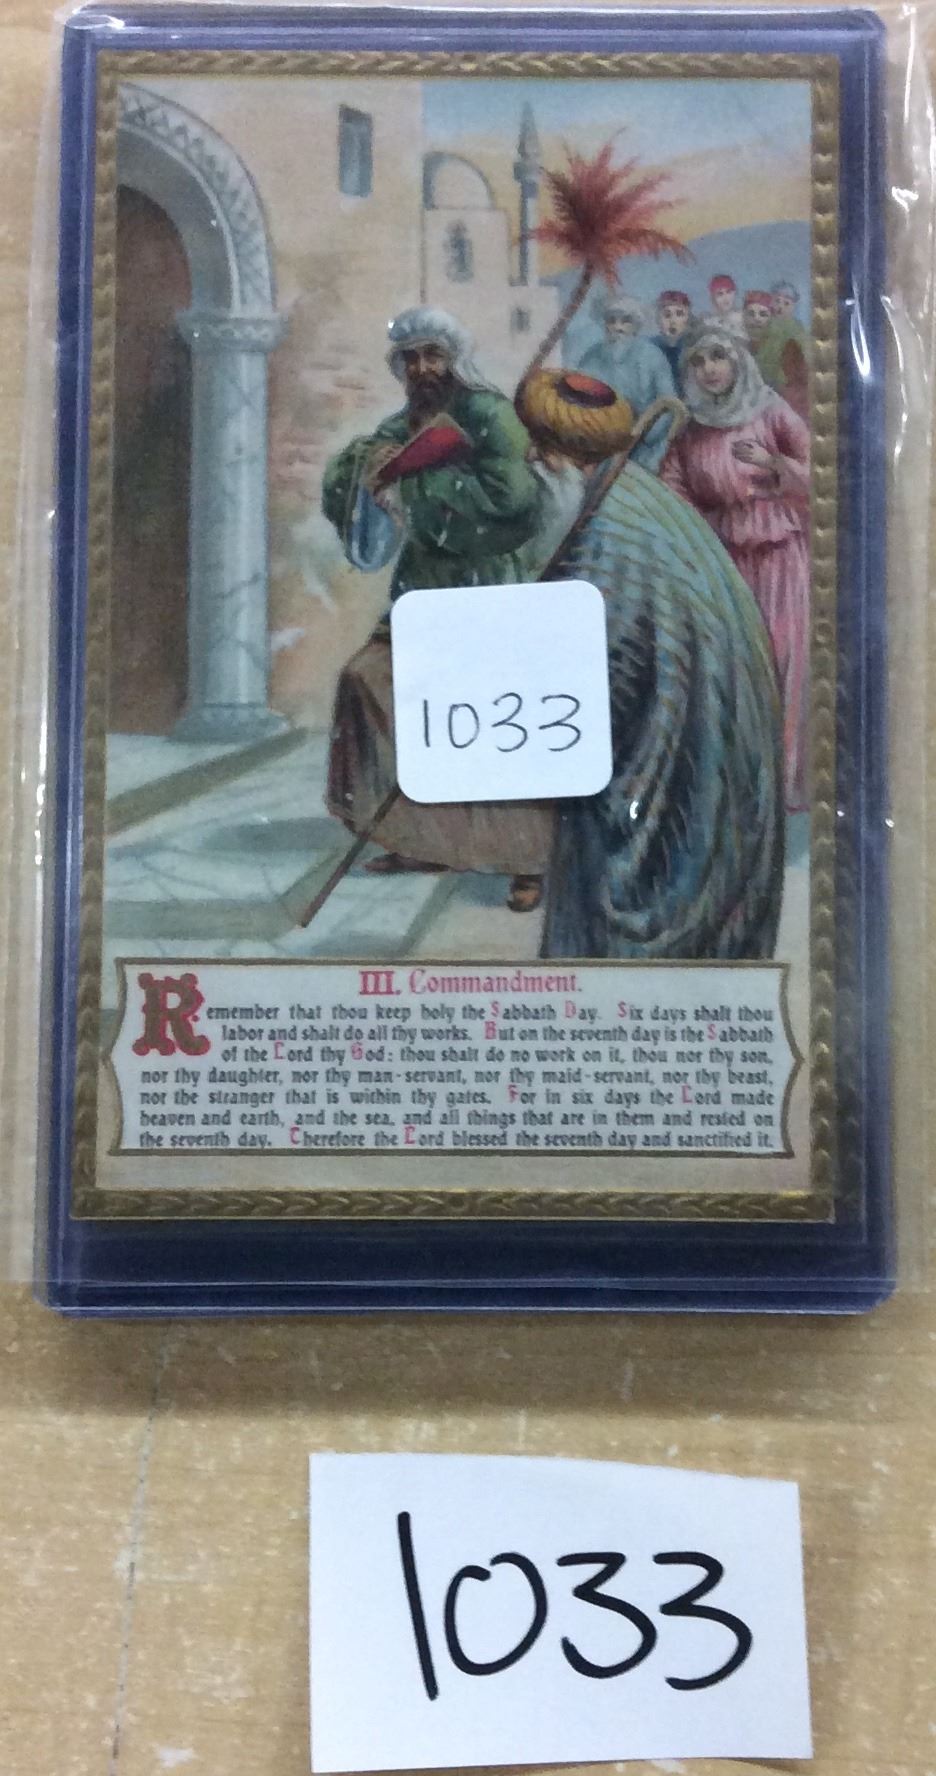 1033
III. Commandment.
Remember that thou keep holy the Sabbath Day. Six days shalt thou
labor and shalt do all thy works. But on the seventh day is the Sabbath
of the Lord thy God: thou shalt do no work on it, thou nor thy son,
nor thy daughter, nor thy man-servant, nor thy maid-servant, nor thy beast,
nor the stranger that is within thy gates. For in six days the Lord made
heaven and earth, and the sea, and all things that are in them and rested on
the seventh day. Therefore the Lord blessed the seventh day and sanctified it.
1033